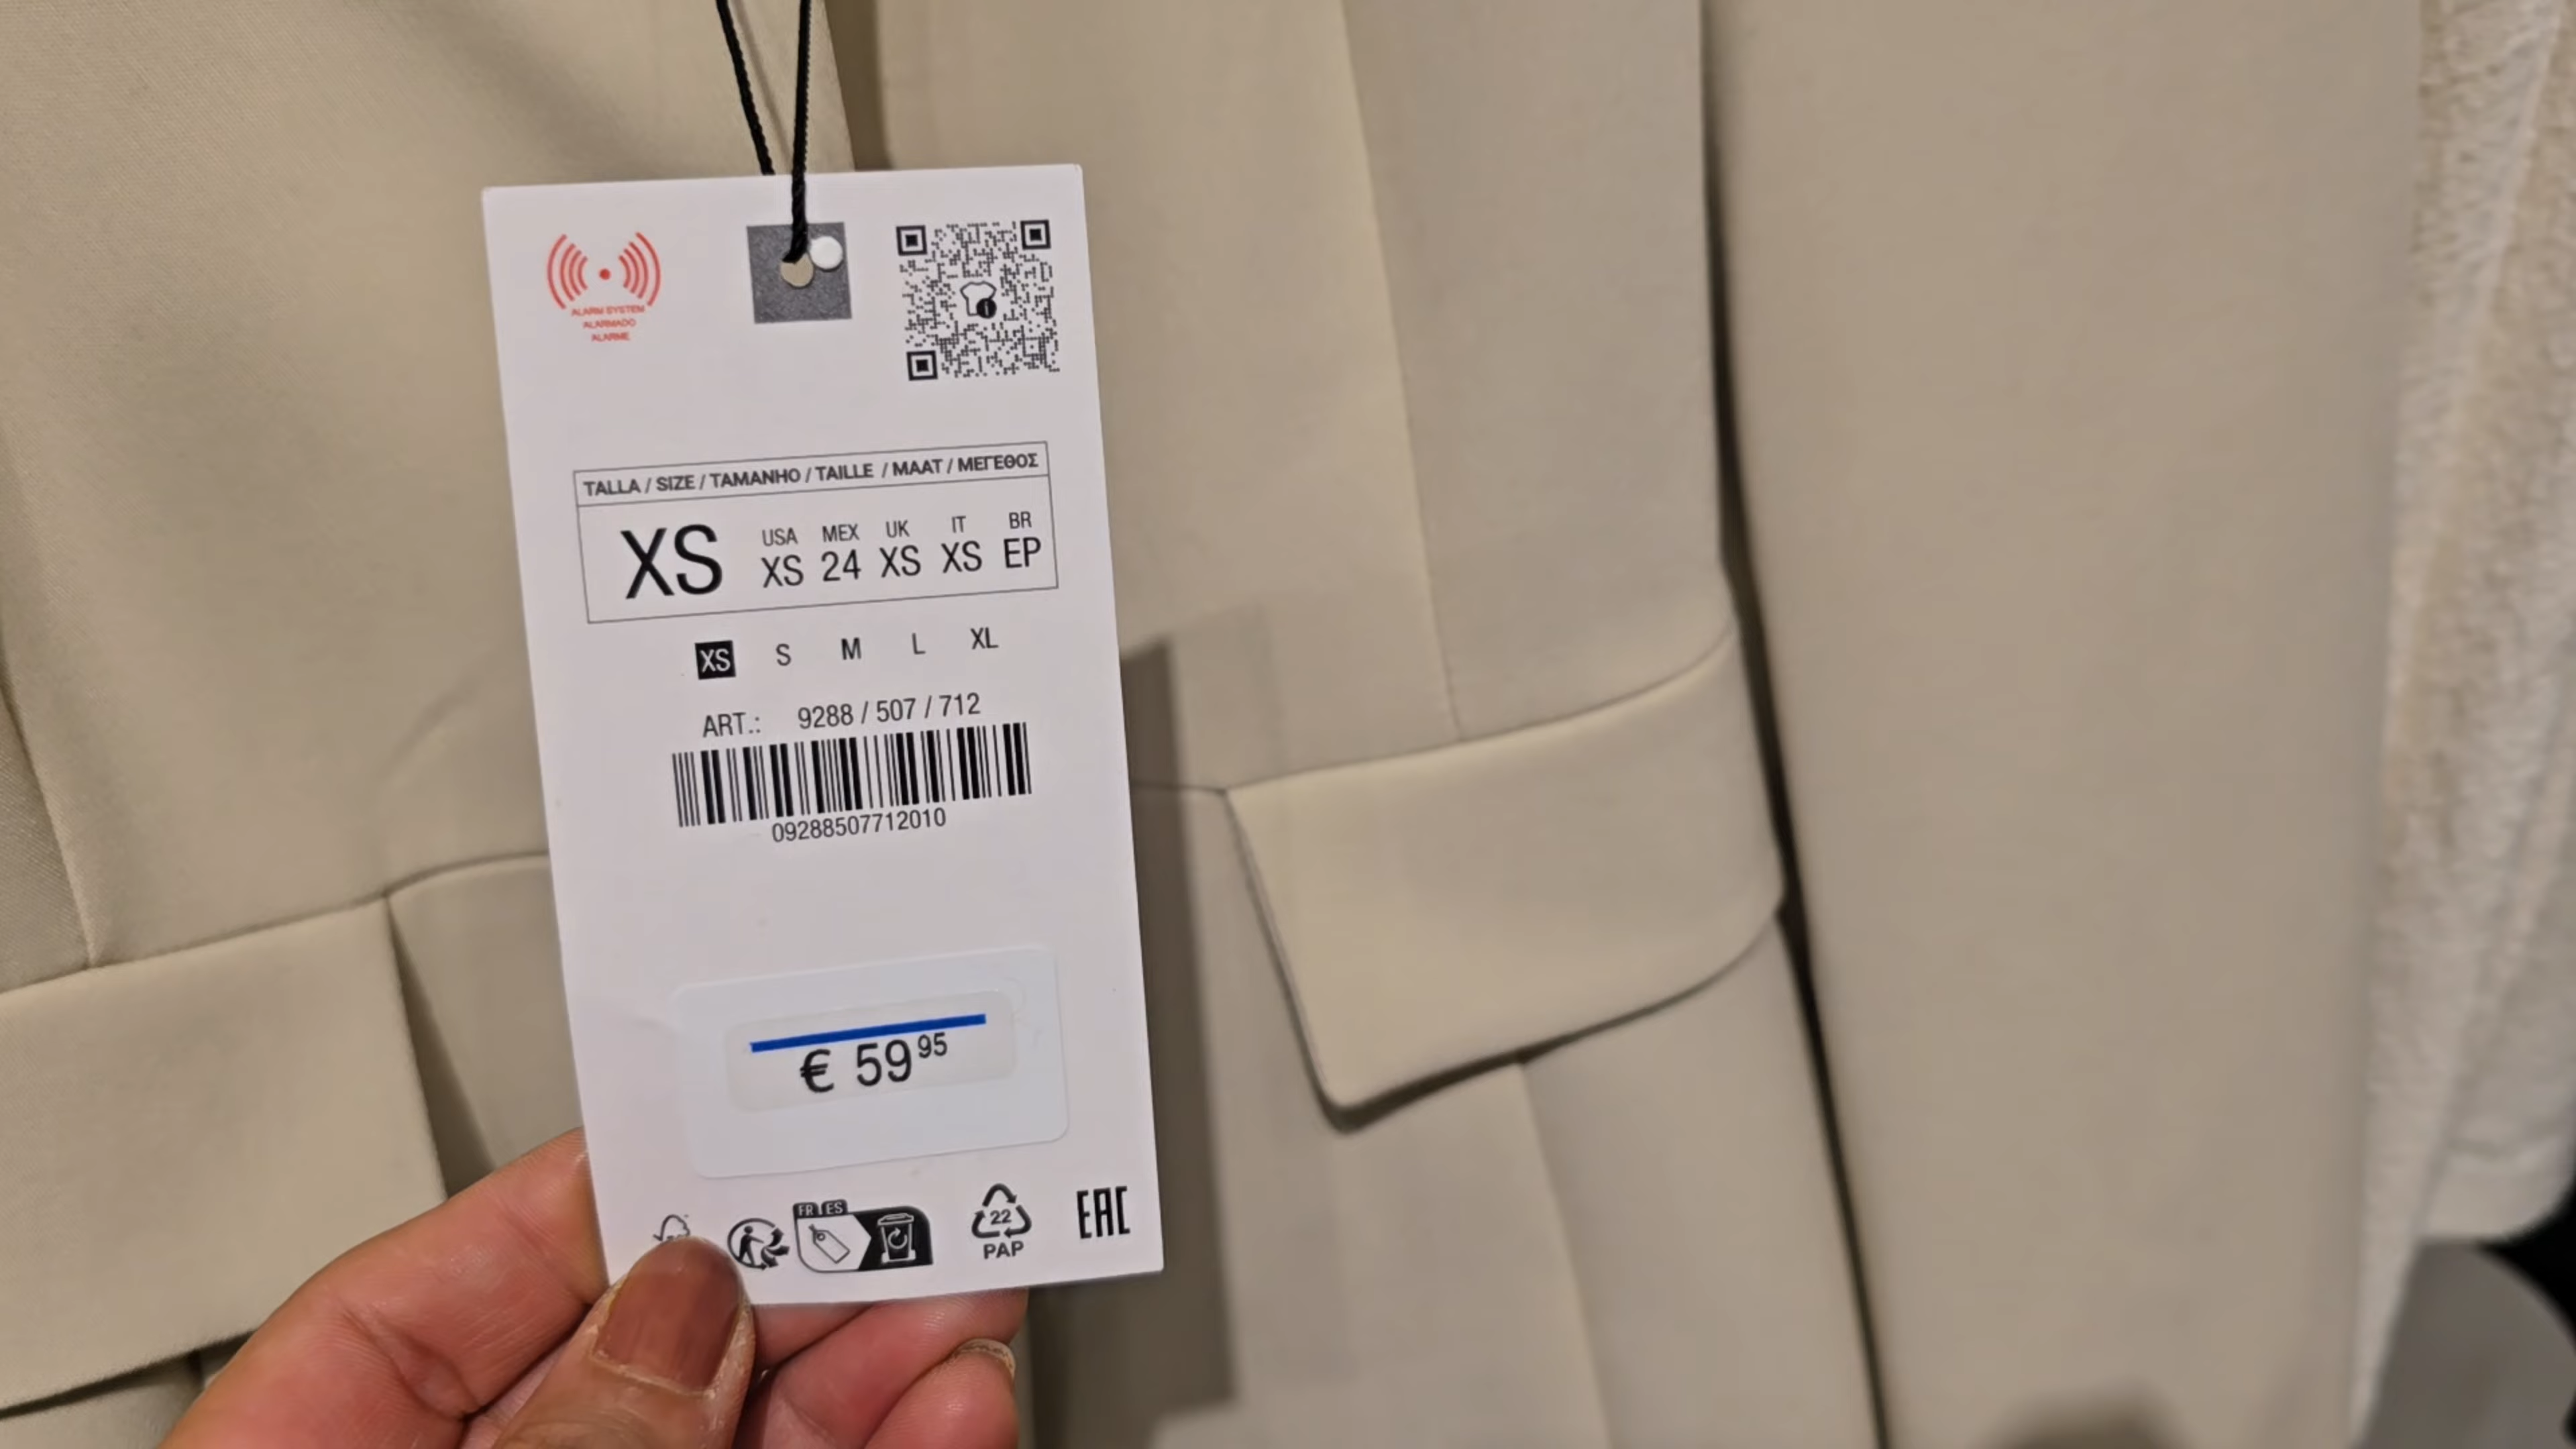 ALARM SYSTEM
ALARMADO
ALARME
TALLA / SIZE / TAMANHO / TAILLE / MAAT / ΜΕΓΕΘΟΣ
XS
USA MEX UK IT BR
XS 24 XS XS EP
XS S M L XL
ART.: 9288 / 507 / 712
09288507712010
€ 59 95
FR ES
22
PAP
EAC